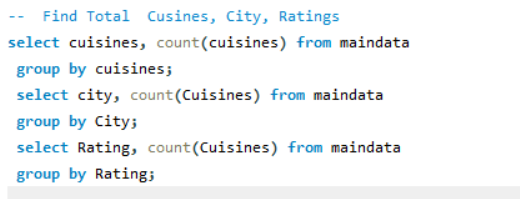 -- Find Total Cusines, City, Ratings
select cuisines, count(cuisines) from maindata
group by cuisines;
select city, count(Cuisines) from maindata
group by City;
select Rating, count(Cuisines) from maindata
group by Rating;